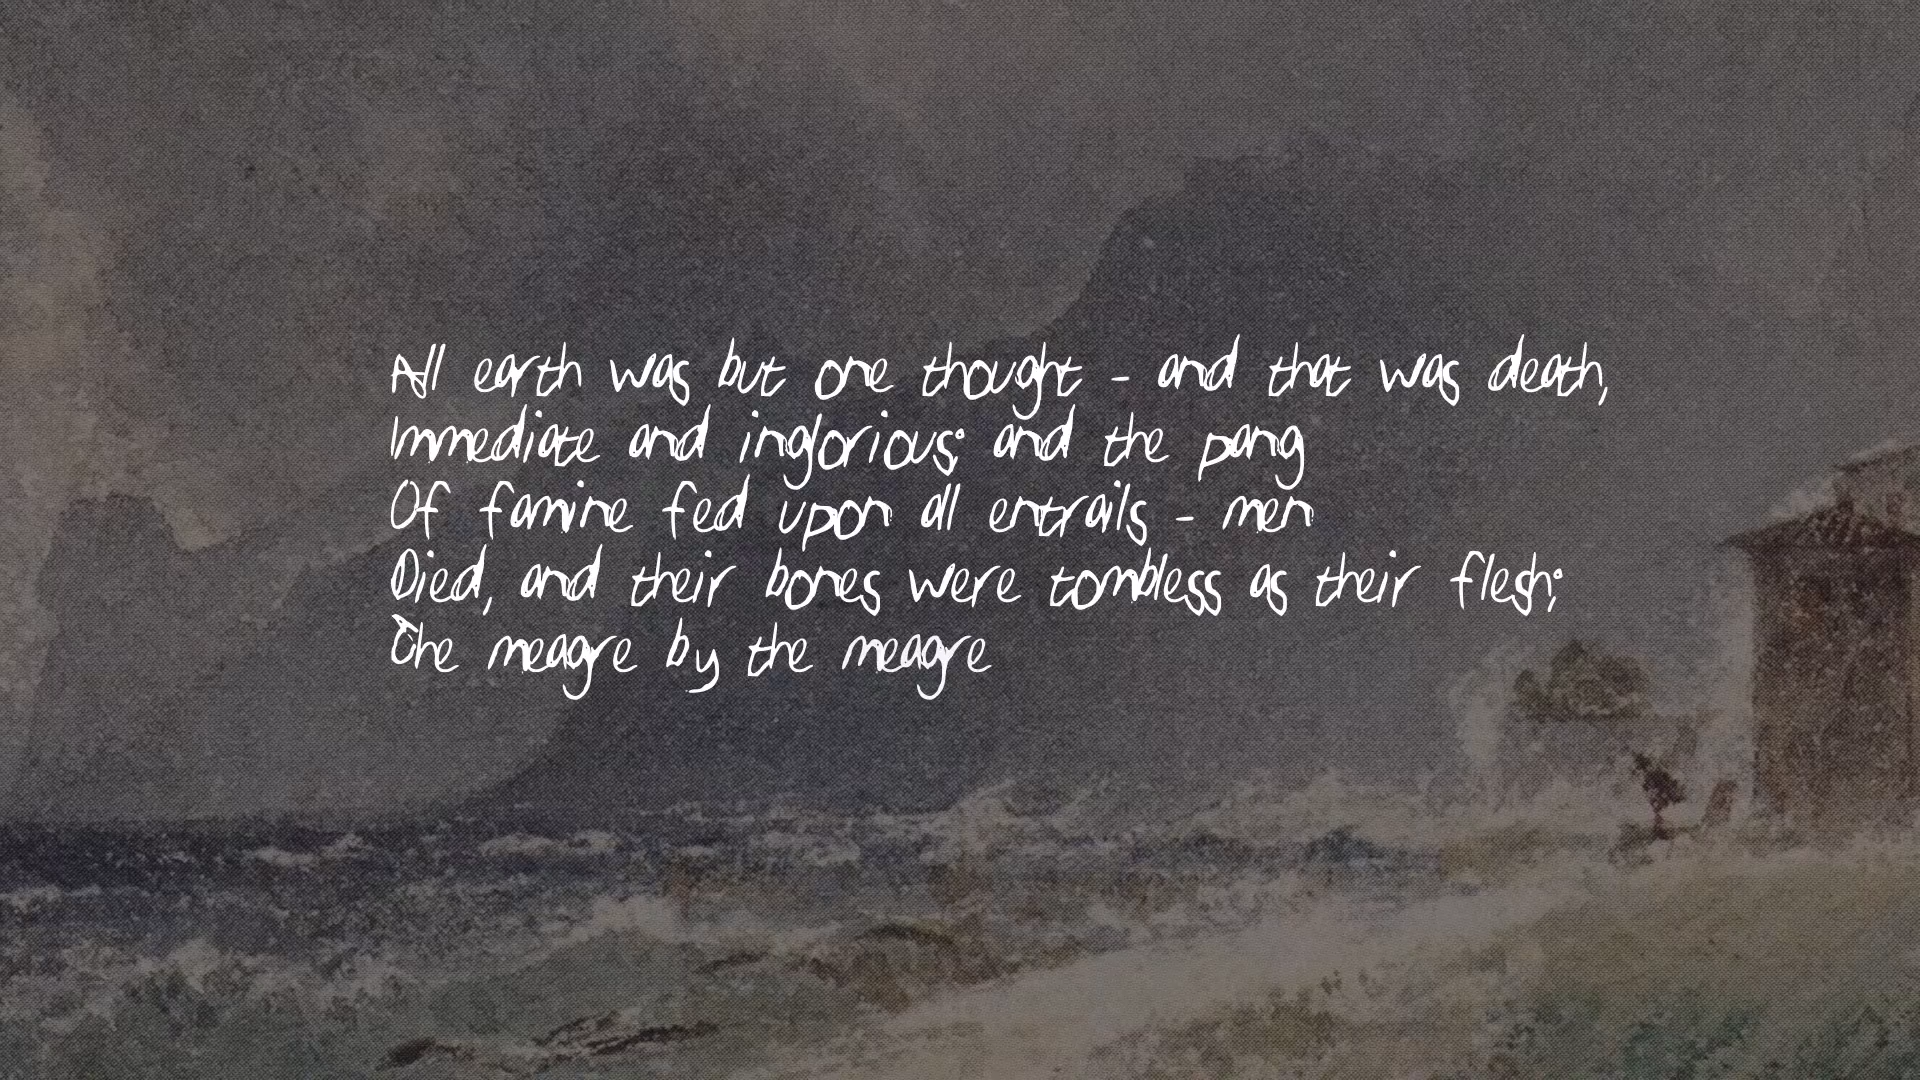 All earth was but one thought - and that was death,
Immediate and inglorious; and the pang
Of famine fed upon all entrails - men
Died, and their bones were tombless as their flesh;
The meagre by the meagre